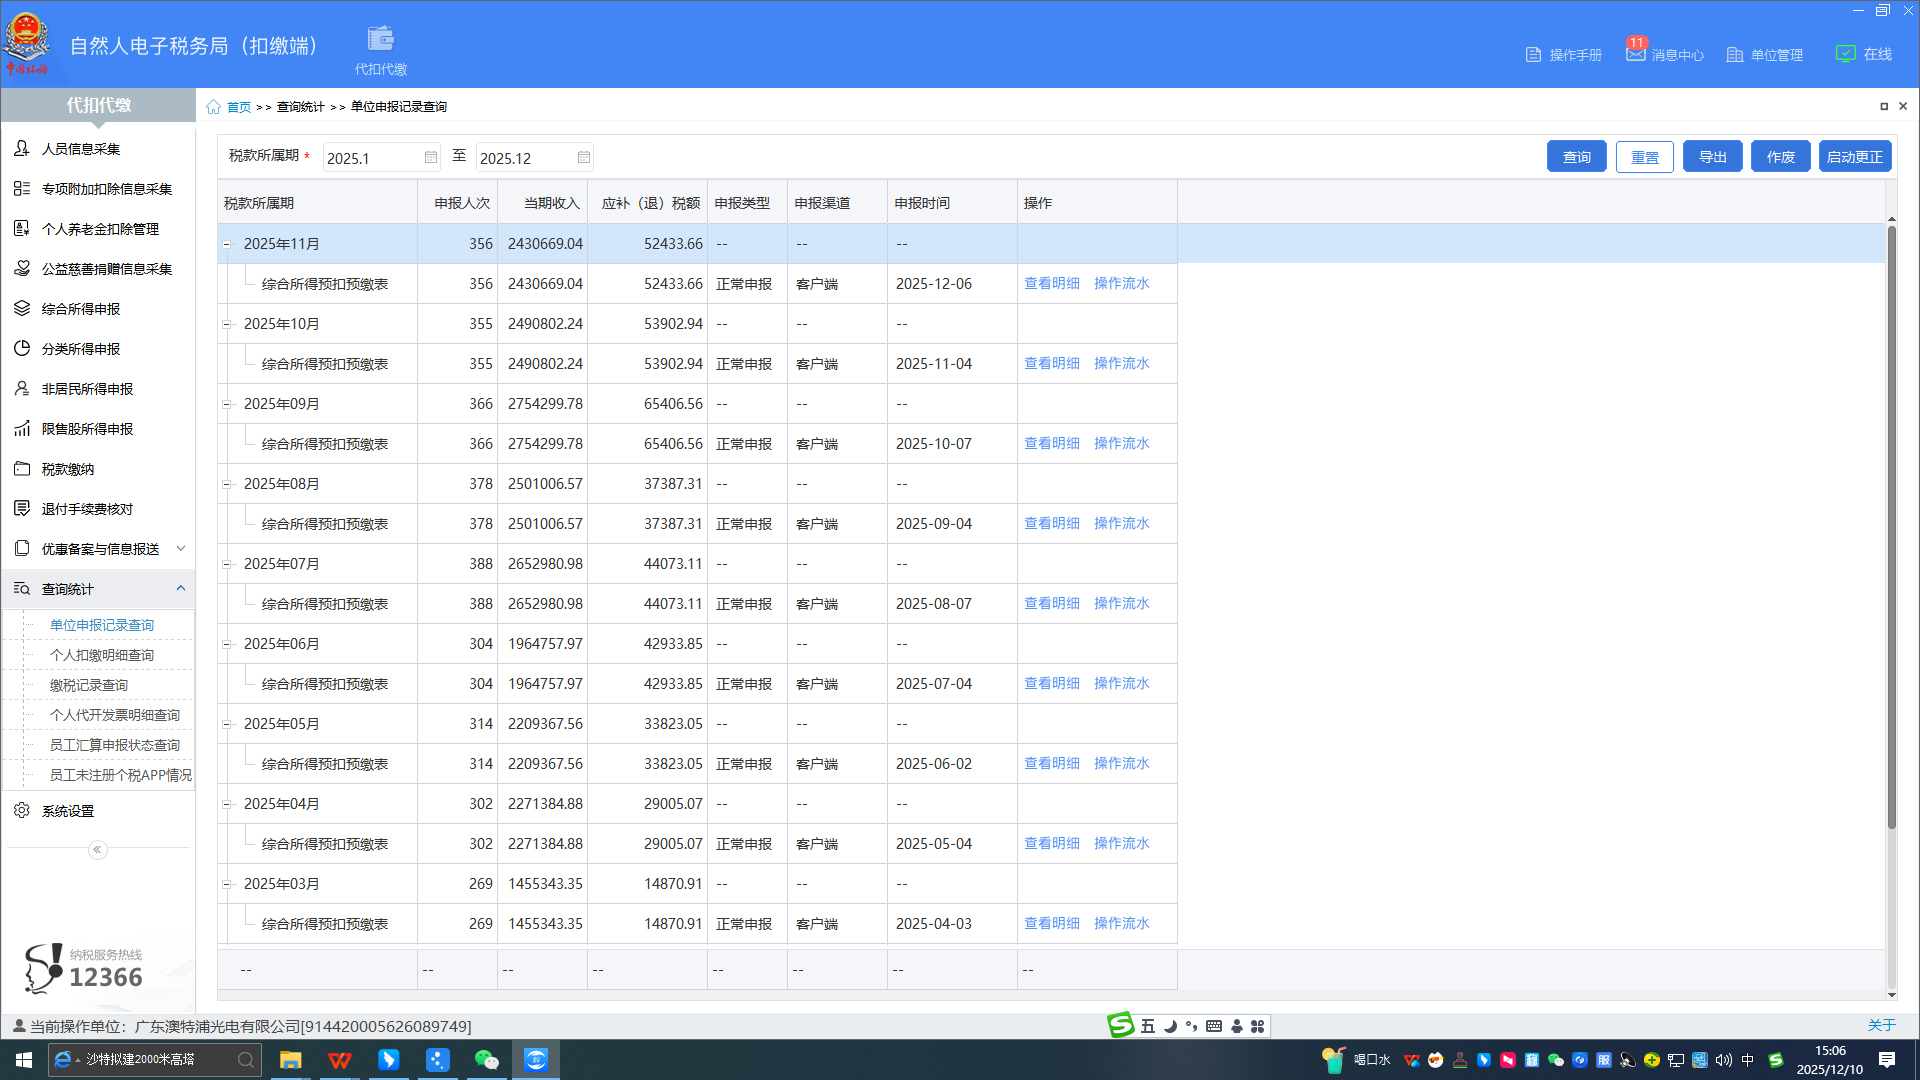 自然人电子税务局（扣缴端）
代扣代缴
操作手册
11
消息中心
单位管理
在线
代扣代缴
首页 >> 查询统计 >> 单位申报记录查询
人员信息采集
专项附加扣除信息采集
个人养老金扣除管理
公益慈善捐赠信息采集
综合所得申报
分类所得申报
非居民所得申报
限售股所得申报
税款缴纳
退付手续费核对
优惠备案与信息报送
查询统计
单位申报记录查询
个人扣缴明细查询
缴税记录查询
个人代开发票明细查询
员工汇算申报状态查询
员工未注册个税APP情况
系统设置
纳税服务热线
12366
税款所属期 * 2025.1 至 2025.12 查询 重置 导出 作废 启动更正
税款所属期 申报人次 当期收入 应补（退）税额 申报类型 申报渠道 申报时间 操作
2025年11月 356 2430669.04 52433.66 -- -- --
综合所得预扣预缴表 356 2430669.04 52433.66 正常申报 客户端 2025-12-06 查看明细 操作流水
2025年10月 355 2490802.24 53902.94 -- -- --
综合所得预扣预缴表 355 2490802.24 53902.94 正常申报 客户端 2025-11-04 查看明细 操作流水
2025年09月 366 2754299.78 65406.56 -- -- --
综合所得预扣预缴表 366 2754299.78 65406.56 正常申报 客户端 2025-10-07 查看明细 操作流水
2025年08月 378 2501006.57 37387.31 -- -- --
综合所得预扣预缴表 378 2501006.57 37387.31 正常申报 客户端 2025-09-04 查看明细 操作流水
2025年07月 388 2652980.98 44073.11 -- -- --
综合所得预扣预缴表 388 2652980.98 44073.11 正常申报 客户端 2025-08-07 查看明细 操作流水
2025年06月 304 1964757.97 42933.85 -- -- --
综合所得预扣预缴表 304 1964757.97 42933.85 正常申报 客户端 2025-07-04 查看明细 操作流水
2025年05月 314 2209367.56 33823.05 -- -- --
综合所得预扣预缴表 314 2209367.56 33823.05 正常申报 客户端 2025-06-02 查看明细 操作流水
2025年04月 302 2271384.88 29005.07 -- -- --
综合所得预扣预缴表 302 2271384.88 29005.07 正常申报 客户端 2025-05-04 查看明细 操作流水
2025年03月 269 1455343.35 14870.91 -- -- --
综合所得预扣预缴表 269 1455343.35 14870.91 正常申报 客户端 2025-04-03 查看明细 操作流水
-- -- -- -- -- -- -- --
当前操作单位：广东澳特浦光电有限公司[914420005626089749]
五
关于
沙特拟建2000米高塔
喝口水
中
15:06
2025/12/10